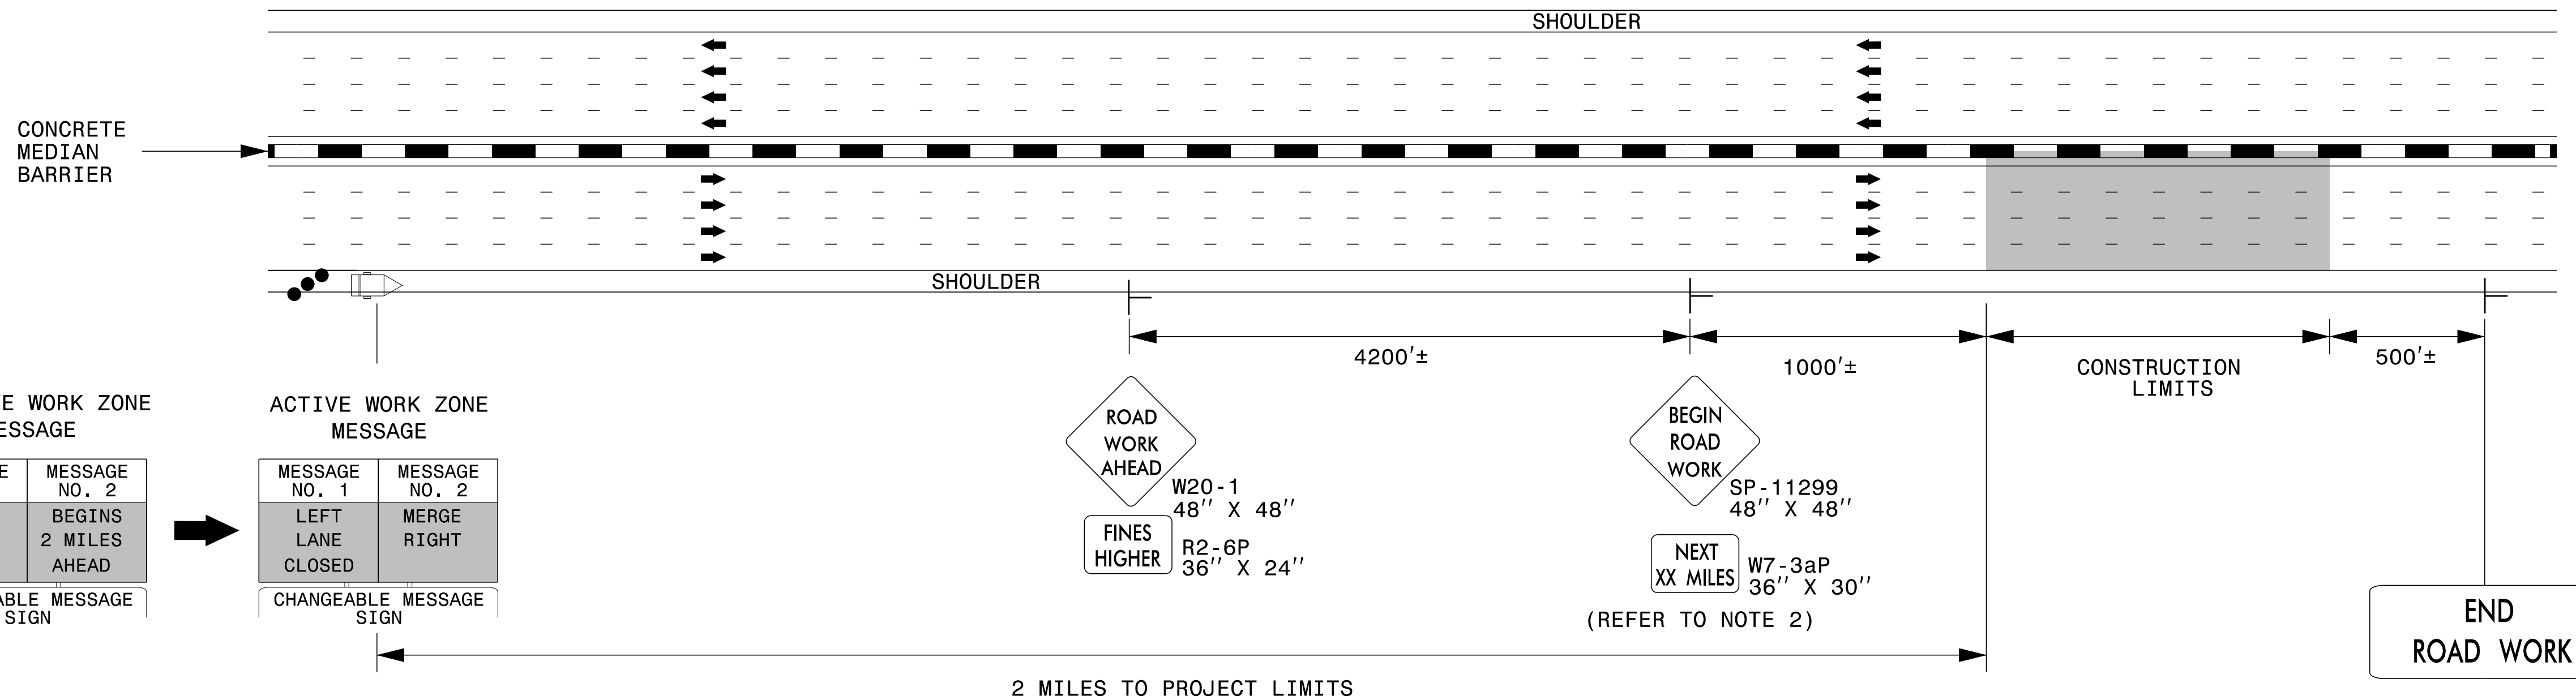 SHOULDER
CONCRETE
MEDIAN
BARRIER
SHOULDER
4200'±
1000'±
CONSTRUCTION
LIMITS
500'±
WORK ZONE
ACTIVE WORK ZONE
MESSAGE
MESSAGE
NO. 2
BEGINS
2 MILES
AHEAD
SIGN
MESSAGE
NO. 1
MESSAGE
NO. 2
LEFT
LANE
CLOSED
MERGE
RIGHT
CHANGEABLE MESSAGE
SIGN
ROAD
WORK
AHEAD
W20-1
48" X 48"
FINES
HIGHER
R2-6P
36" X 24"
BEGIN
ROAD
WORK
SP-11299
48" X 48"
NEXT
XX MILES
W7-3aP
36" X 30"
(REFER TO NOTE 2)
END
ROAD WORK
2 MILES TO PROJECT LIMITS